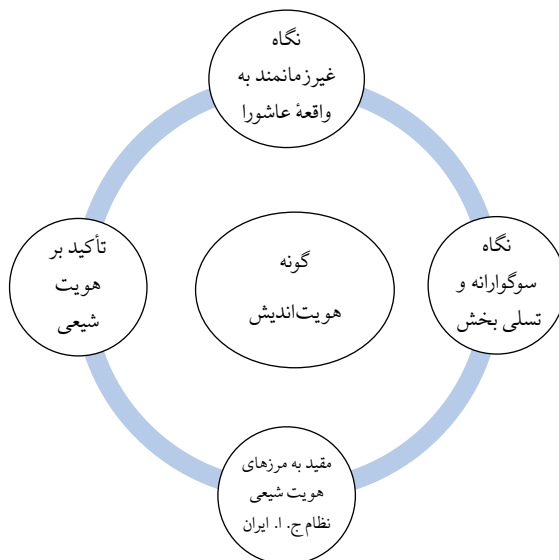 نگاه
غیرزمانمند به
واقعهٔ عاشورا
تأکید بر
هویت
شیعی
گونه
هویت‌اندیش
نگاه
سوگوارانه و
تسلی بخش
مقید به مرزهای
هویت شیعی
نظام ج. ا. ایران